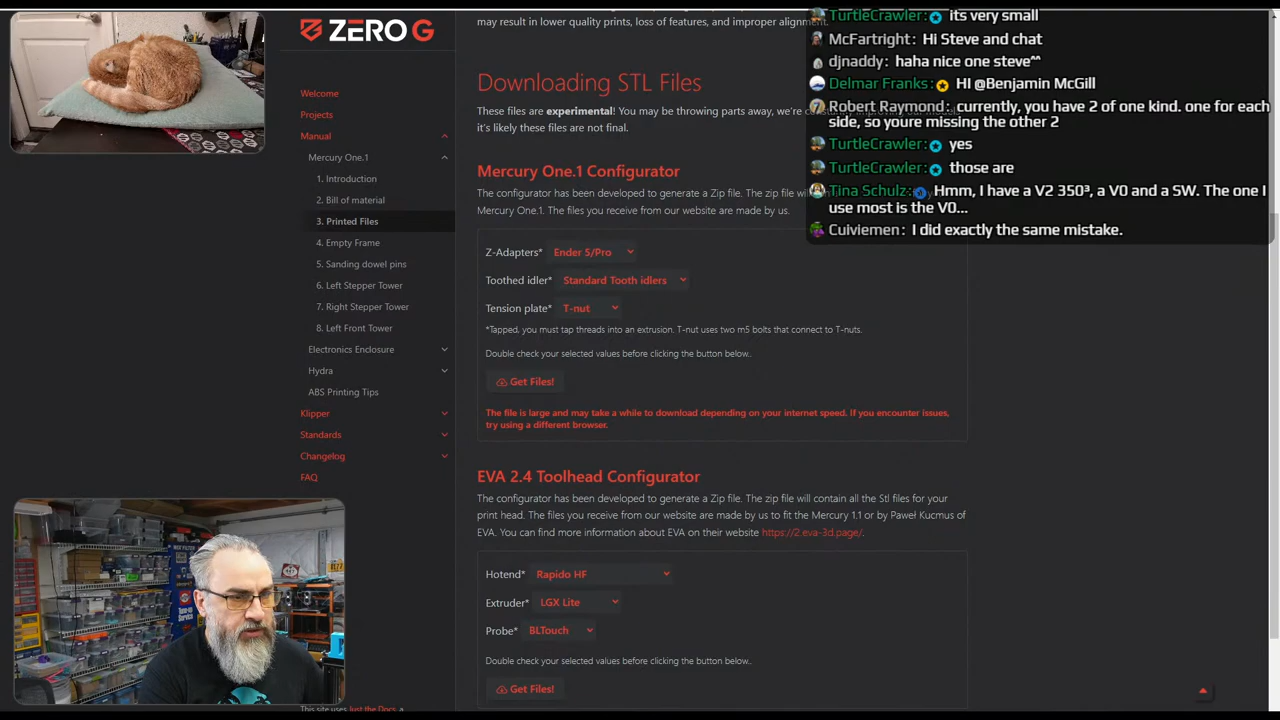 ZERO G
Welcome
Projects
Manual
Mercury One.1
1. Introduction
2. Bill of material
3. Printed Files
4. Empty Frame
5. Sanding dowel pins
6. Left Stepper Tower
7. Right Stepper Tower
8. Left Front Tower
Electronics Enclosure
Hydra
ABS Printing Tips
Klipper
Standards
Changelog
FAQ
This site uses Just the Docs, a
may result in lower quality prints, loss of features, and improper alignment.
Downloading STL Files
These files are experimental! You may be throwing parts away, we're
it's likely these files are not final.
Mercury One.1 Configurator
The configurator has been developed to generate a Zip file. The zip file will
Mercury One.1. The files you receive from our website are made by us.
Z-Adapters* Ender 5/Pro
Toothed idler* Standard Tooth idlers
Tension plate* T-nut
*Tapped, you must tap threads into an extrusion. T-nut uses two m5 bolts that connect to T-nuts.
Double check your selected values before clicking the button below..
Get Files!
The file is large and may take a while to download depending on your internet speed. If you encounter issues,
try using a different browser.
EVA 2.4 Toolhead Configurator
The configurator has been developed to generate a Zip file. The zip file will contain all the Stl files for your
print head. The files you receive from our website are made by us to fit the Mercury 1.1 or by Paweł Kucmus of
EVA. You can find more information about EVA on their website https://2.eva-3d.page/.
Hotend* Rapido HF
Extruder* LGX Lite
Probe* BLTouch
Double check your selected values before clicking the button below..
Get Files!
TurtleCrawler: its very small
McFartright: Hi Steve and chat
djnaddy: haha nice one steve^^
Delmar Franks: HI @Benjamin McGill
Robert Raymond: currently, you have 2 of one kind. one for each
side, so youre missing the other 2
TurtleCrawler: yes
TurtleCrawler: those are
Tina Schulz: Hmm, I have a V2 350³, a V0 and a SW. The one I
use most is the V0...
Cuiviemen: I did exactly the same mistake.